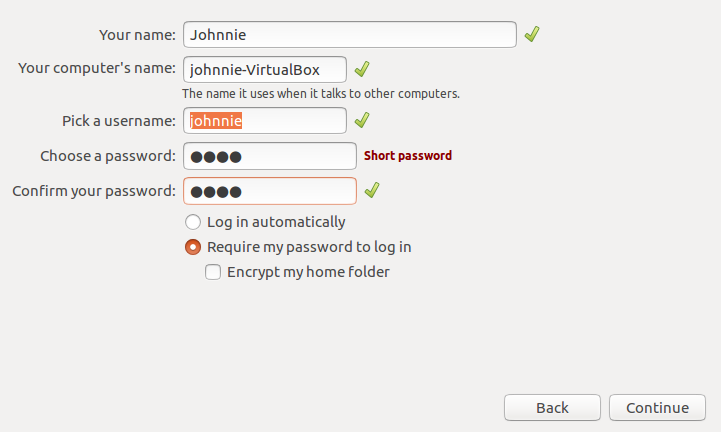 Your name: Johnnie
Your computer's name: johnnie-VirtualBox
The name it uses when it talks to other computers.
Pick a username: johnnie
Choose a password: ●●●● Short password
Confirm your password: ●●●●
Log in automatically
Require my password to log in
Encrypt my home folder
Back Continue